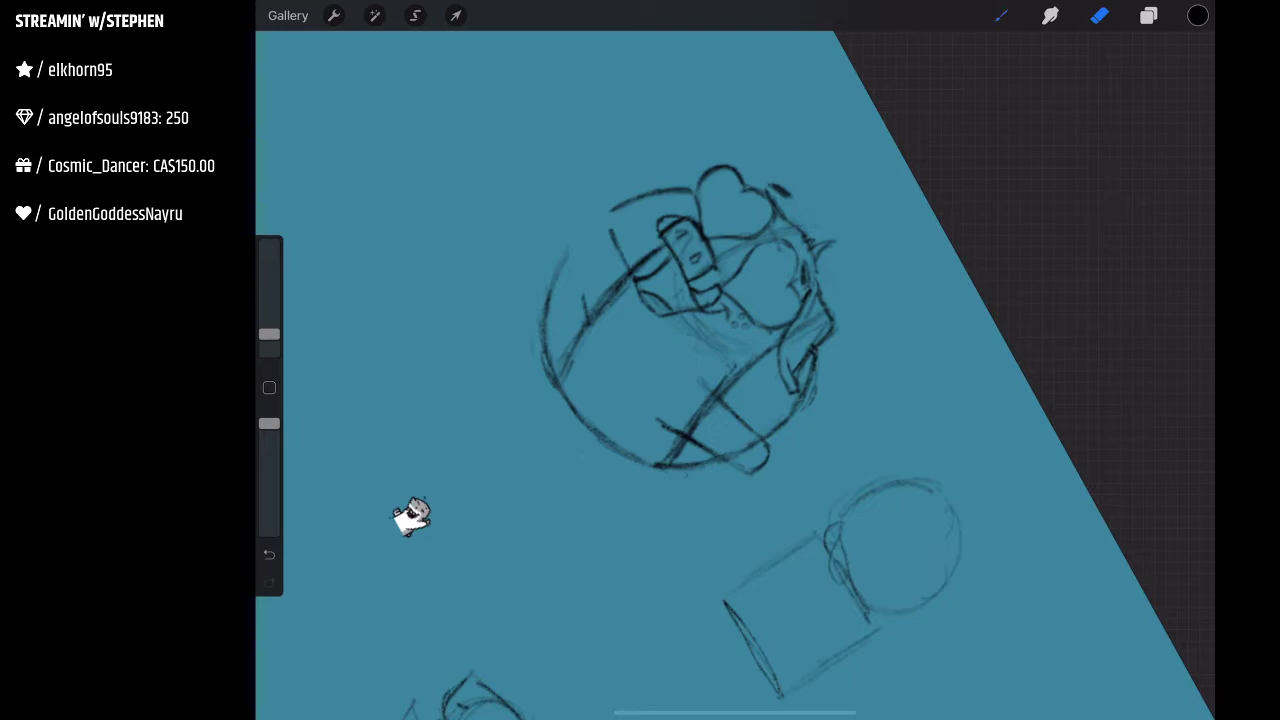 STREAMIN' w/STEPHEN
/ elkhorn95
/ angelofsouls9183: 250
/ Cosmic_Dancer: CA$150.00
/ GoldenGoddessNayru
Gallery